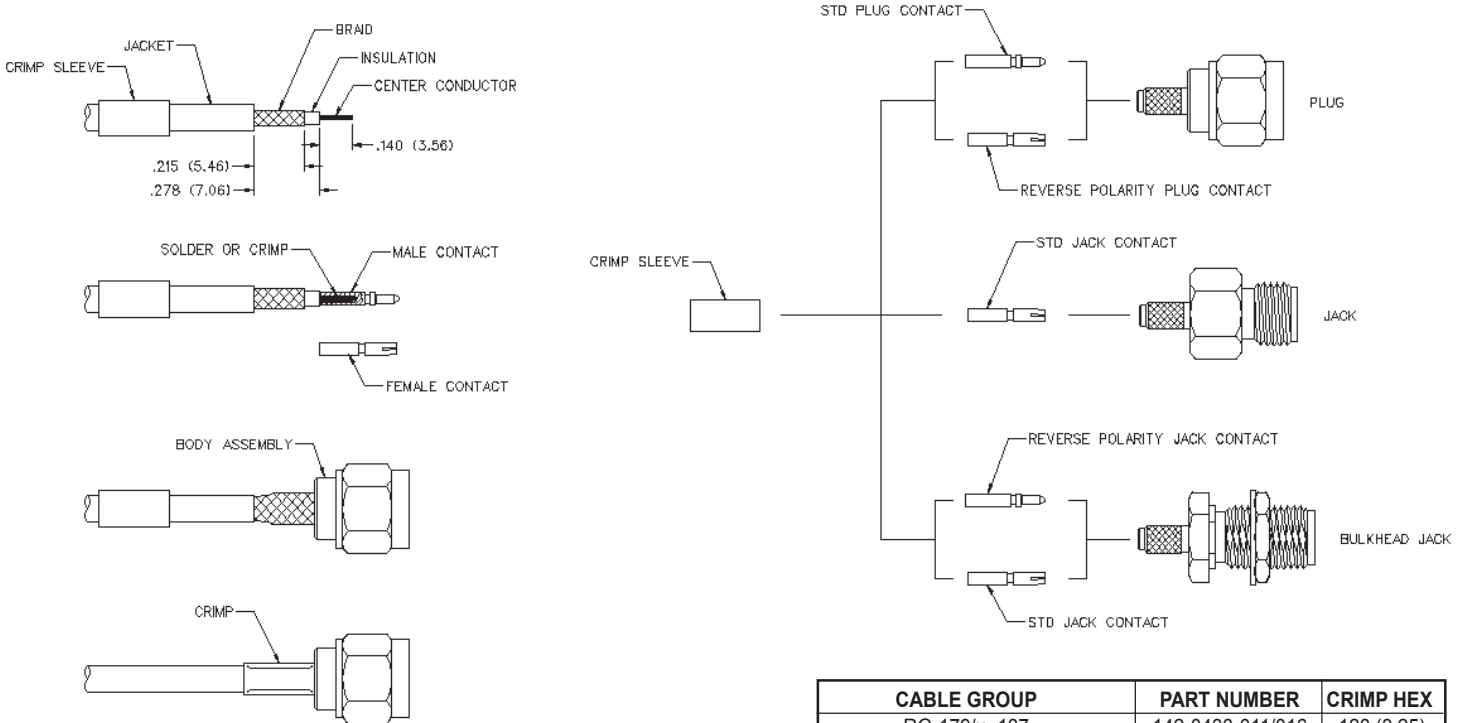 CRIMP SLEEVE
JACKET
BRAID
INSULATION
CENTER CONDUCTOR
.140 (3.56)
.215 (5.46)
.278 (7.06)
SOLDER OR CRIMP
MALE CONTACT
FEMALE CONTACT
BODY ASSEMBLY
CRIMP
STD PLUG CONTACT
PLUG
REVERSE POLARITY PLUG CONTACT
CRIMP SLEEVE
STD JACK CONTACT
JACK
REVERSE POLARITY JACK CONTACT
BULKHEAD JACK
STD JACK CONTACT
CABLE GROUP PART NUMBER CRIMP HEX